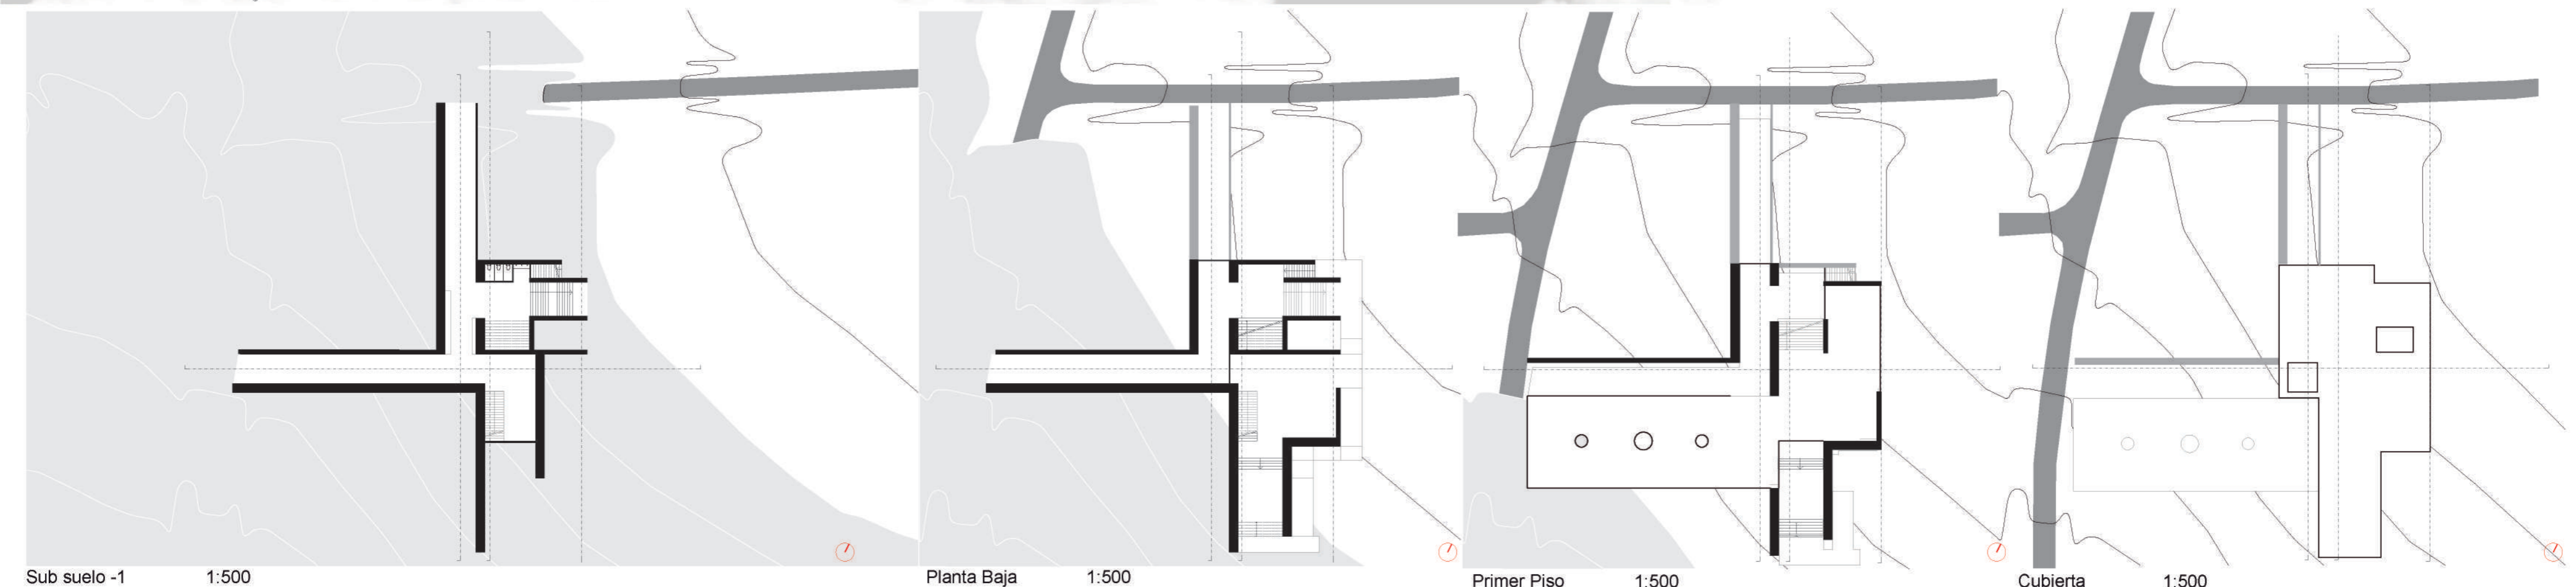 Sub suelo -1 1:500
Planta Baja 1:500
Primer Piso 1:500
Cubierta 1:500